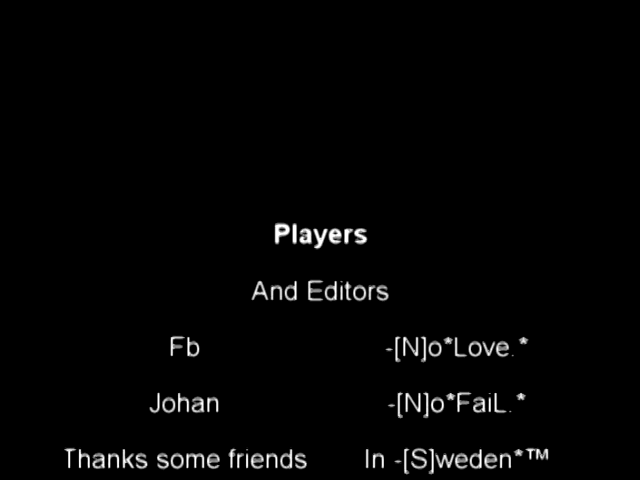 Players
And Editors
Fb -[N]o*Love.*
Johan -[N]o*FaiL.*
Thanks some friends In -[S]weden*™